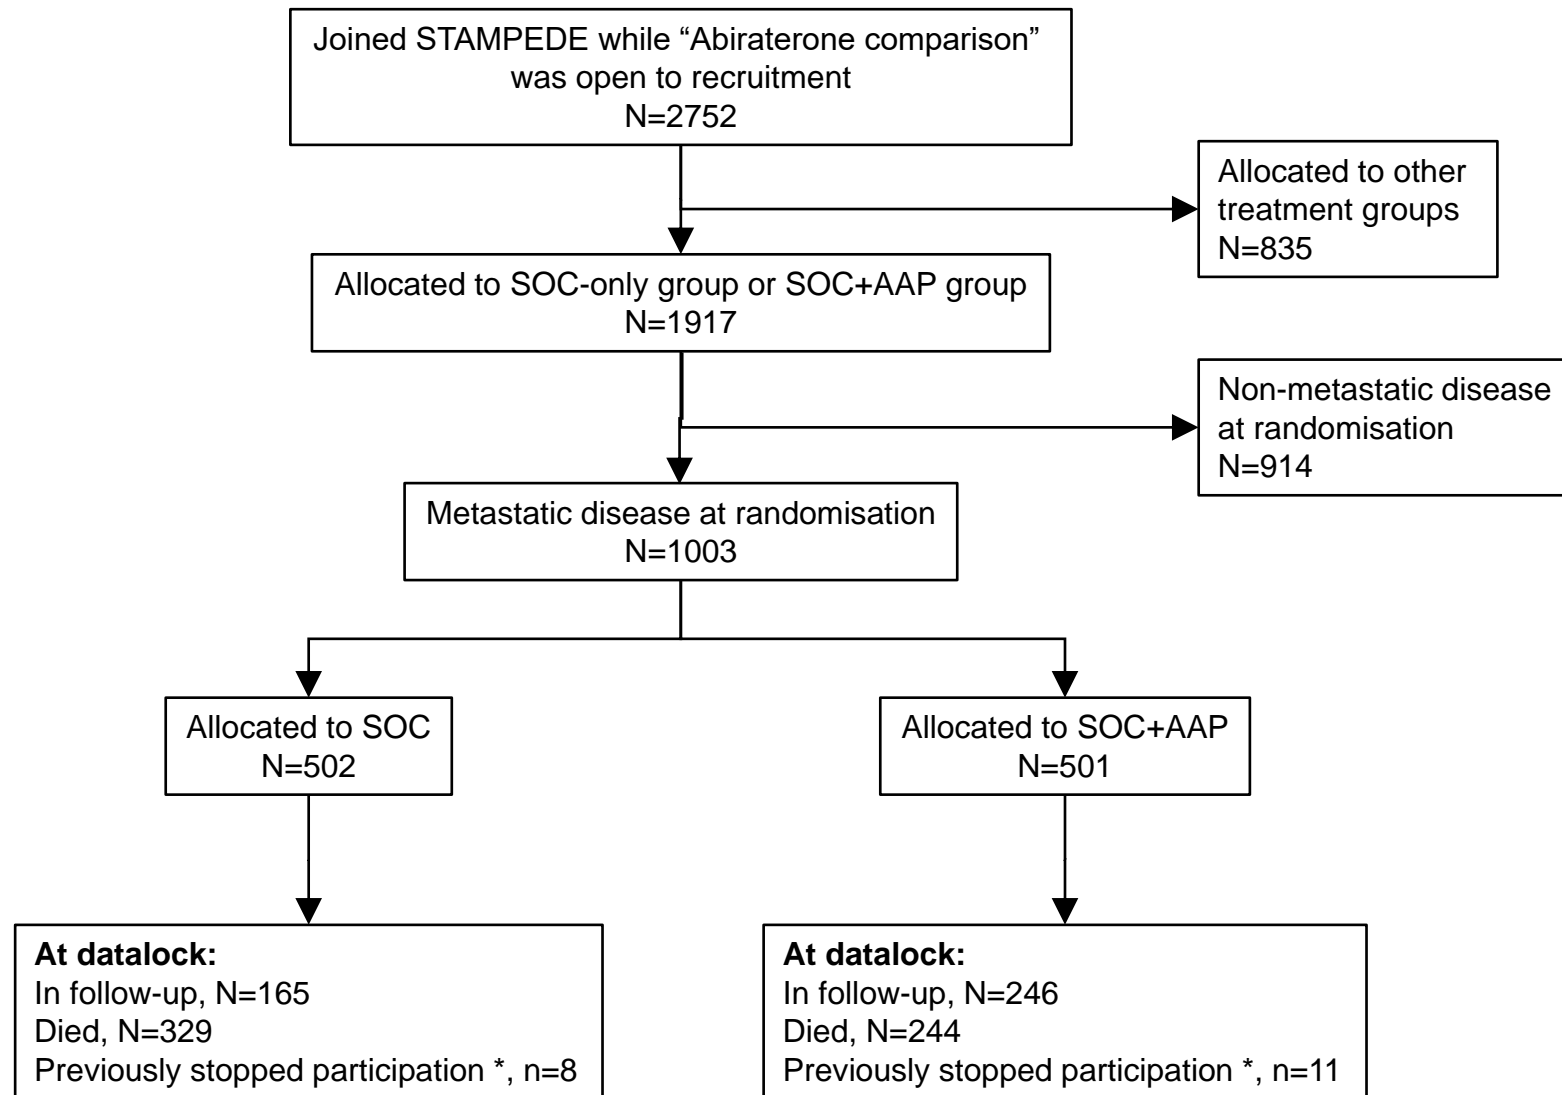 Joined STAMPEDE while “Abiraterone comparison”
was open to recruitment
N=2752
Allocated to other
treatment groups
N=835
Allocated to SOC-only group or SOC+AAP group
N=1917
Non-metastatic disease
at randomisation
N=914
Metastatic disease at randomisation
N=1003
Allocated to SOC
N=502
Allocated to SOC+AAP
N=501
At datalock:
In follow-up, N=165
Died, N=329
Previously stopped participation *, n=8
At datalock:
In follow-up, N=246
Died, N=244
Previously stopped participation *, n=11